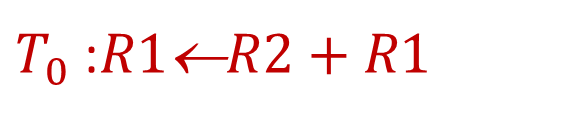 T₀ :R1←R2 + R1